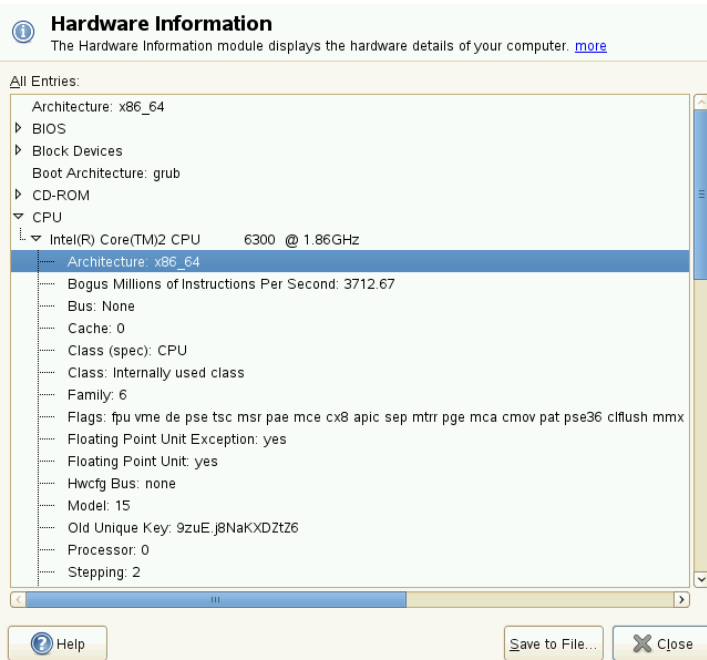 Hardware Information
The Hardware Information module displays the hardware details of your computer. more
All Entries:
Architecture: x86_64
BIOS
Block Devices
Boot Architecture: grub
CD-ROM
CPU
Intel(R) Core(TM)2 CPU 6300 @ 1.86GHz
Architecture: x86_64
Bogus Millions of Instructions Per Second: 3712.67
Bus: None
Cache: 0
Class (spec): CPU
Class: Internally used class
Family: 6
Flags: fpu vme de pse tsc msr pae mce cx8 apic sep mtrr pge mca cmov pat pse36 clflush mmx
Floating Point Unit Exception: yes
Floating Point Unit: yes
Hwcfg Bus: none
Model: 15
Old Unique Key: 9zuE.j8NaKXDZtZ6
Processor: 0
Stepping: 2
Help Save to File... Close